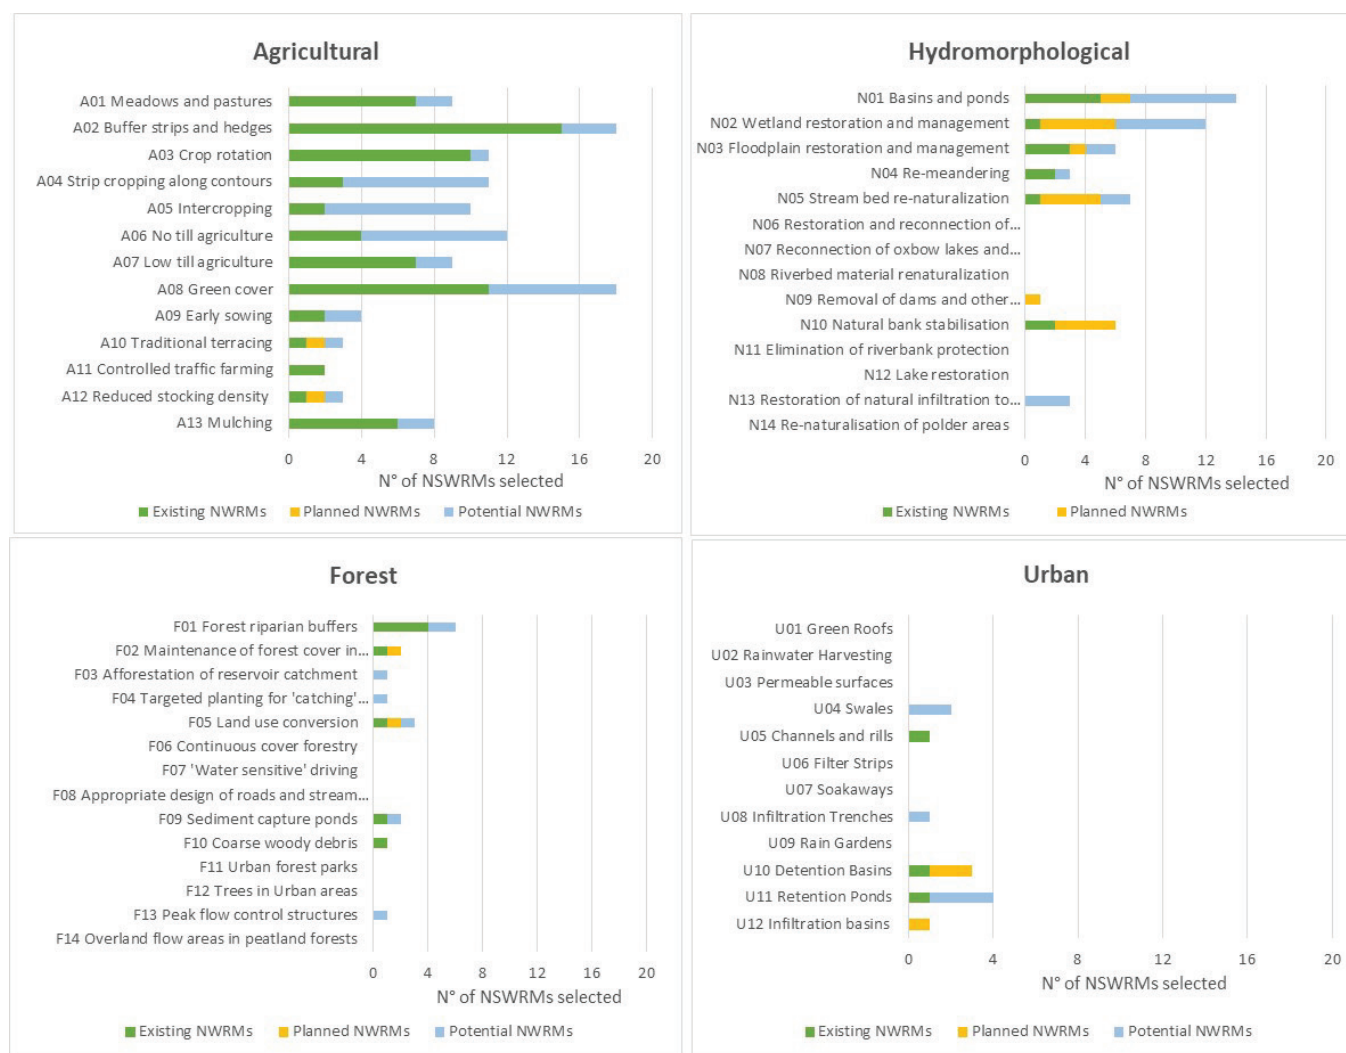 Agricultural
A01 Meadows and pastures
A02 Buffer strips and hedges
A03 Crop rotation
A04 Strip cropping along contours
A05 Intercropping
A06 No till agriculture
A07 Low till agriculture
A08 Green cover
A09 Early sowing
A10 Traditional terracing
A11 Controlled traffic farming
A12 Reduced stocking density
A13 Mulching
0 4 8 12 16 20
N° of NSWRMs selected
Existing NWRMs Planned NWRMs Potential NWRMs
Hydromorphological
N01 Basins and ponds
N02 Wetland restoration and management
N03 Floodplain restoration and management
N04 Re-meandering
N05 Stream bed re-naturalization
N06 Restoration and reconnection of...
N07 Reconnection of oxbow lakes and...
N08 Riverbed material renaturalization
N09 Removal of dams and other...
N10 Natural bank stabilisation
N11 Elimination of riverbank protection
N12 Lake restoration
N13 Restoration of natural infiltration to...
N14 Re-naturalisation of polder areas
0 4 8 12 16 20
N° of NSWRMs selected
Existing NWRMs Planned NWRMs
Forest
F01 Forest riparian buffers
F02 Maintenance of forest cover in...
F03 Afforestation of reservoir catchment
F04 Targeted planting for 'catching'...
F05 Land use conversion
F06 Continuous cover forestry
F07 'Water sensitive' driving
F08 Appropriate design of roads and stream...
F09 Sediment capture ponds
F10 Coarse woody debris
F11 Urban forest parks
F12 Trees in Urban areas
F13 Peak flow control structures
F14 Overland flow areas in peatland forests
0 4 8 12 16 20
N° of NSWRMs selected
Existing NWRMs Planned NWRMs Potential NWRMs
Urban
U01 Green Roofs
U02 Rainwater Harvesting
U03 Permeable surfaces
U04 Swales
U05 Channels and rills
U06 Filter Strips
U07 Soakaways
U08 Infiltration Trenches
U09 Rain Gardens
U10 Detention Basins
U11 Retention Ponds
U12 Infiltration basins
0 4 8 12 16 20
N° of NSWRMs selected
Existing NWRMs Planned NWRMs Potential NWRMs